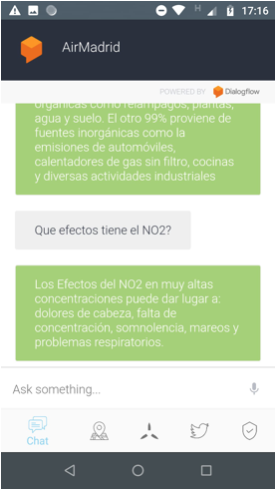 17:16
AirMadrid
POWERED BY Dialogflow
orgánicas como relámpagos, plantas,
agua y suelo. El otro 99% proviene de
fuentes inorgánicas como la
emisiones de automóviles,
calentadores de gas sin filtro, cocinas
y diversas actividades industriales
Que efectos tiene el NO2?
Los Efectos del NO2 en muy altas
concentraciones puede dar lugar a:
dolores de cabeza, falta de
concentración, somnolencia, mareos y
problemas respiratorios.
Ask something...
Chat